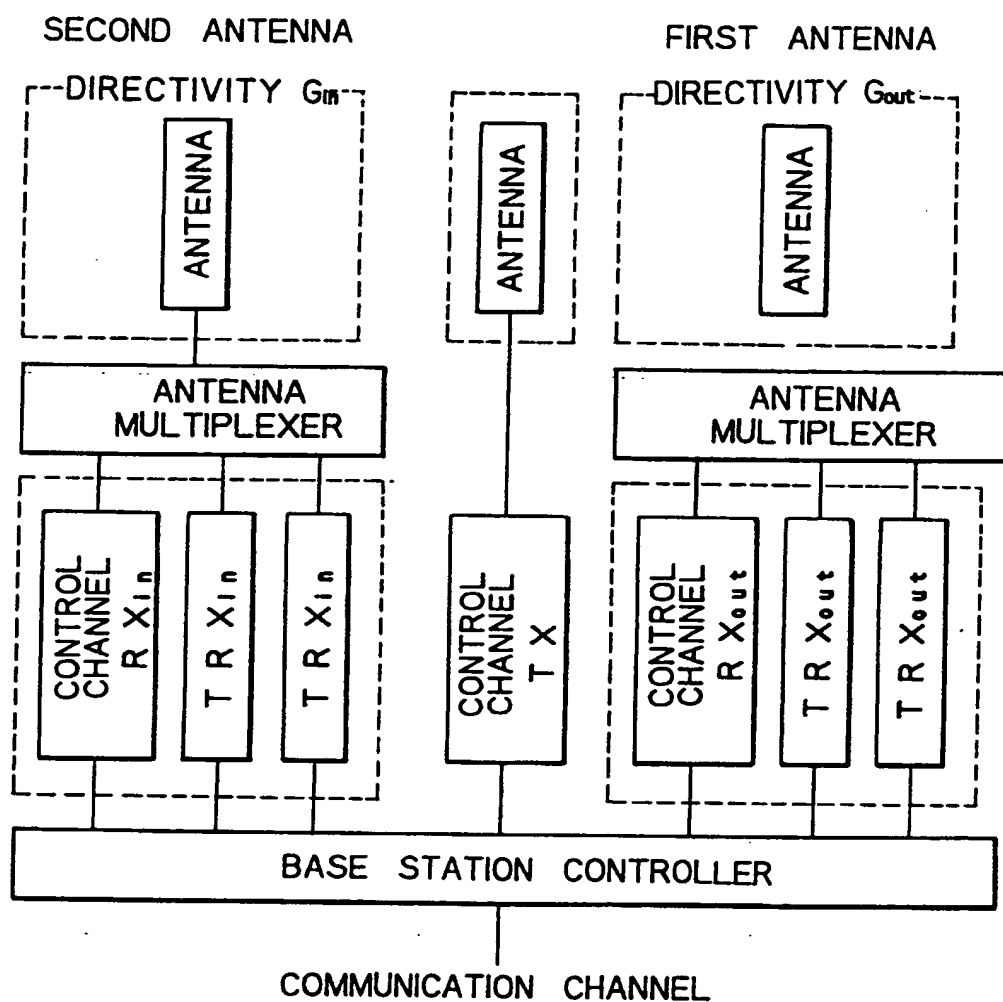 SECOND ANTENNA
FIRST ANTENNA
DIRECTIVITY Gin
DIRECTIVITY Gout
ANTENNA
ANTENNA
ANTENNA
ANTENNA
MULTIPLEXER
ANTENNA
MULTIPLEXER
CONTROL
CHANNEL
R Xin
T R Xin
T R Xin
CONTROL
CHANNEL
T X
CONTROL
CHANNEL
R Xout
T R Xout
T R Xout
BASE STATION CONTROLLER
COMMUNICATION CHANNEL